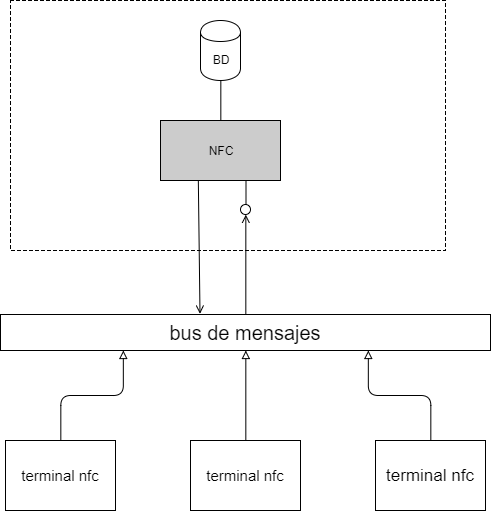 BD
NFC
bus de mensajes
terminal nfc
terminal nfc
terminal nfc